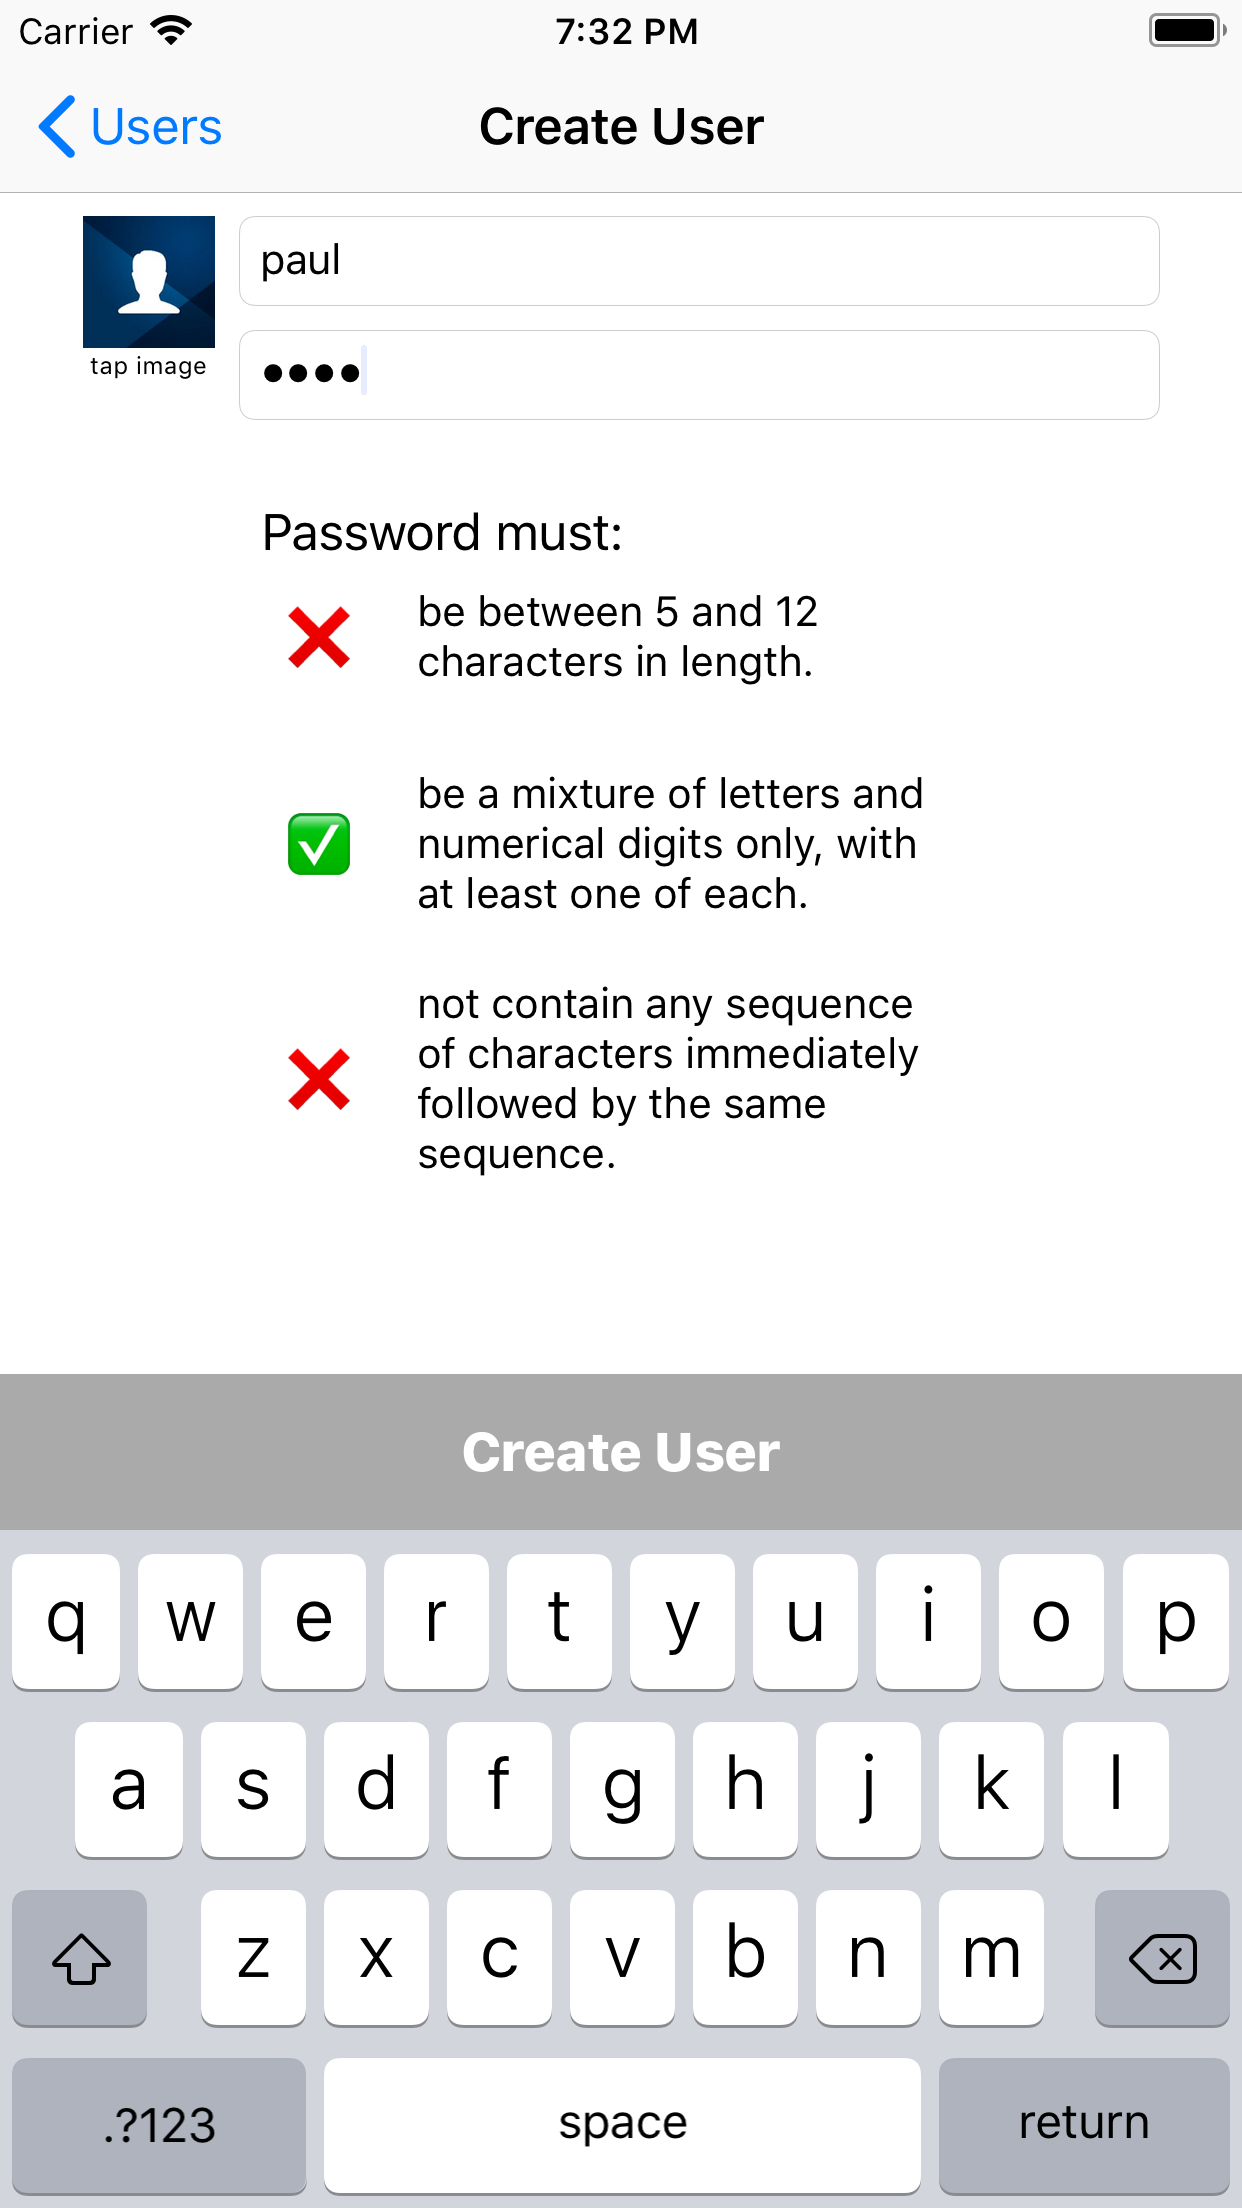 Carrier 7:32 PM
Users Create User
paul
tap image
••••
Password must:
be between 5 and 12
characters in length.
be a mixture of letters and
numerical digits only, with
at least one of each.
not contain any sequence
of characters immediately
followed by the same
sequence.
Create User
q w e r t y u i o p
a s d f g h j k l
z x c v b n m
.?123 space return